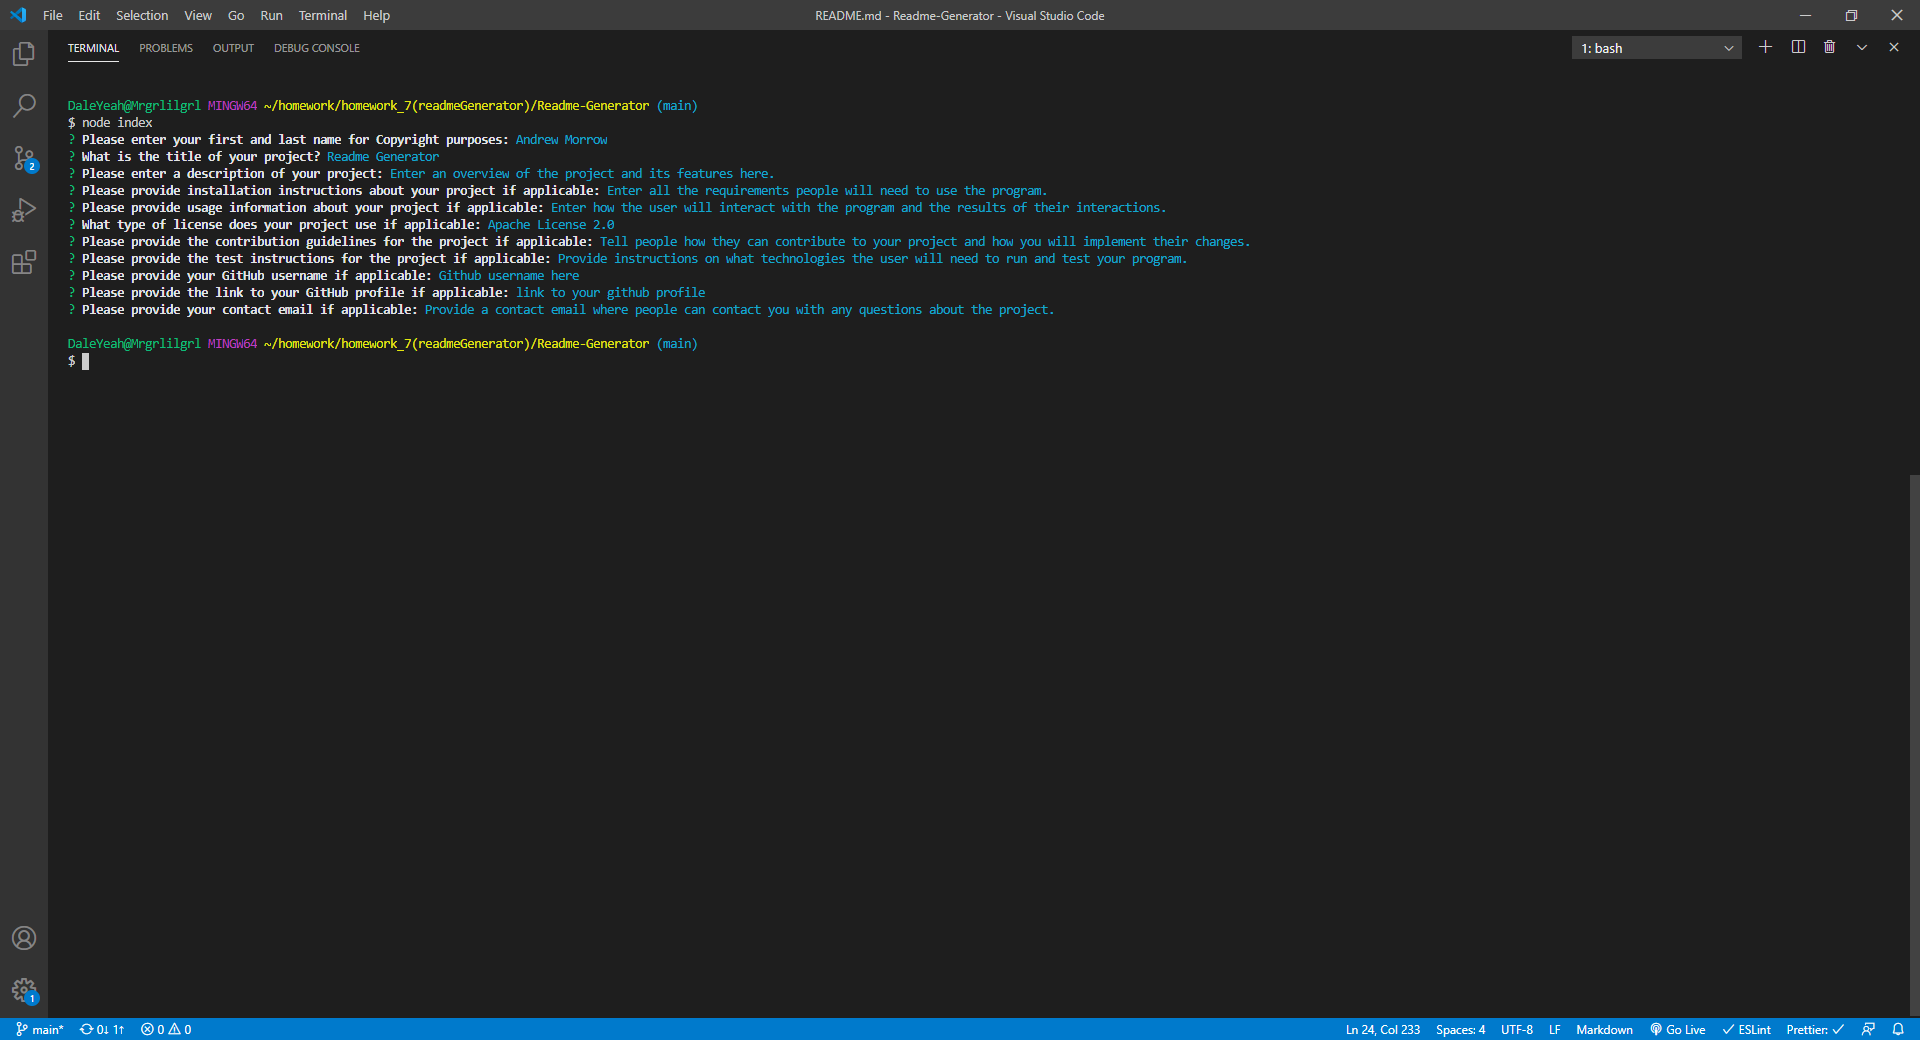 File Edit Selection View Go Run Terminal Help README.md - Readme-Generator - Visual Studio Code
TERMINAL PROBLEMS OUTPUT DEBUG CONSOLE 1: bash
DaleYeah@Mrgrlilgrl MINGW64 ~/homework/homework_7(readmeGenerator)/Readme-Generator (main)
$ node index
? Please enter your first and last name for Copyright purposes: Andrew Morrow
? What is the title of your project? Readme Generator
? Please enter a description of your project: Enter an overview of the project and its features here.
? Please provide installation instructions about your project if applicable: Enter all the requirements people will need to use the program.
? Please provide usage information about your project if applicable: Enter how the user will interact with the program and the results of their interactions.
? What type of license does your project use if applicable: Apache License 2.0
? Please provide the contribution guidelines for the project if applicable: Tell people how they can contribute to your project and how you will implement their changes.
? Please provide the test instructions for the project if applicable: Provide instructions on what technologies the user will need to run and test your program.
? Please provide your GitHub username if applicable: Github username here
? Please provide the link to your GitHub profile if applicable: link to your github profile
? Please provide your contact email if applicable: Provide a contact email where people can contact you with any questions about the project.
DaleYeah@Mrgrlilgrl MINGW64 ~/homework/homework_7(readmeGenerator)/Readme-Generator (main)
$
2
1
main* 0↓ 1↑ 0 0 Ln 24, Col 233 Spaces: 4 UTF-8 LF Markdown Go Live ✓ ESLint Prettier: ✓